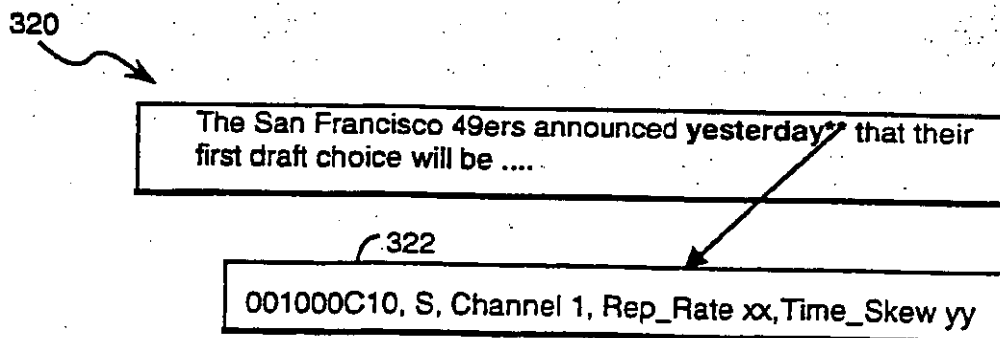 320
The San Francisco 49ers announced yesterday** that their
first draft choice will be ....
322
001000C10, S, Channel 1, Rep_Rate xx,Time_Skew yy